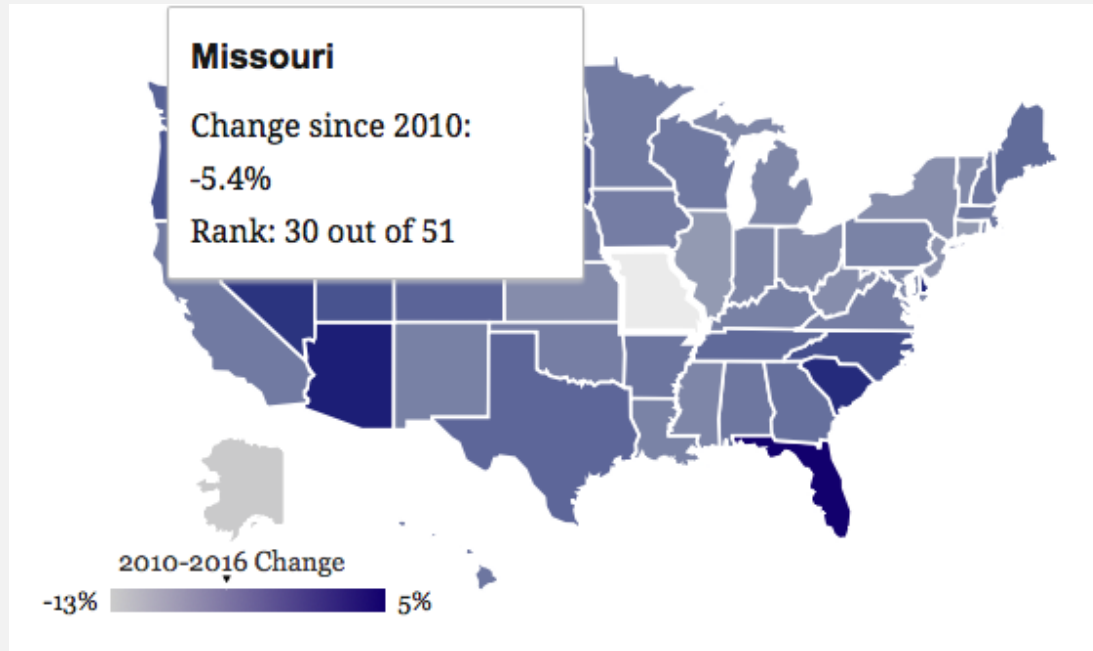 Missouri
Change since 2010:
-5.4%
Rank: 30 out of 51
2010-2016 Change
-13%
5%